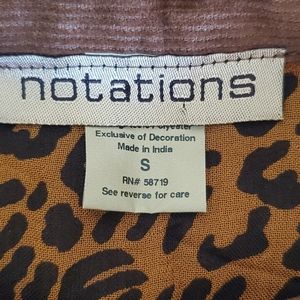 notations
Exclusive of Decoration
Made in India
S
RN# 58719
See reverse for care